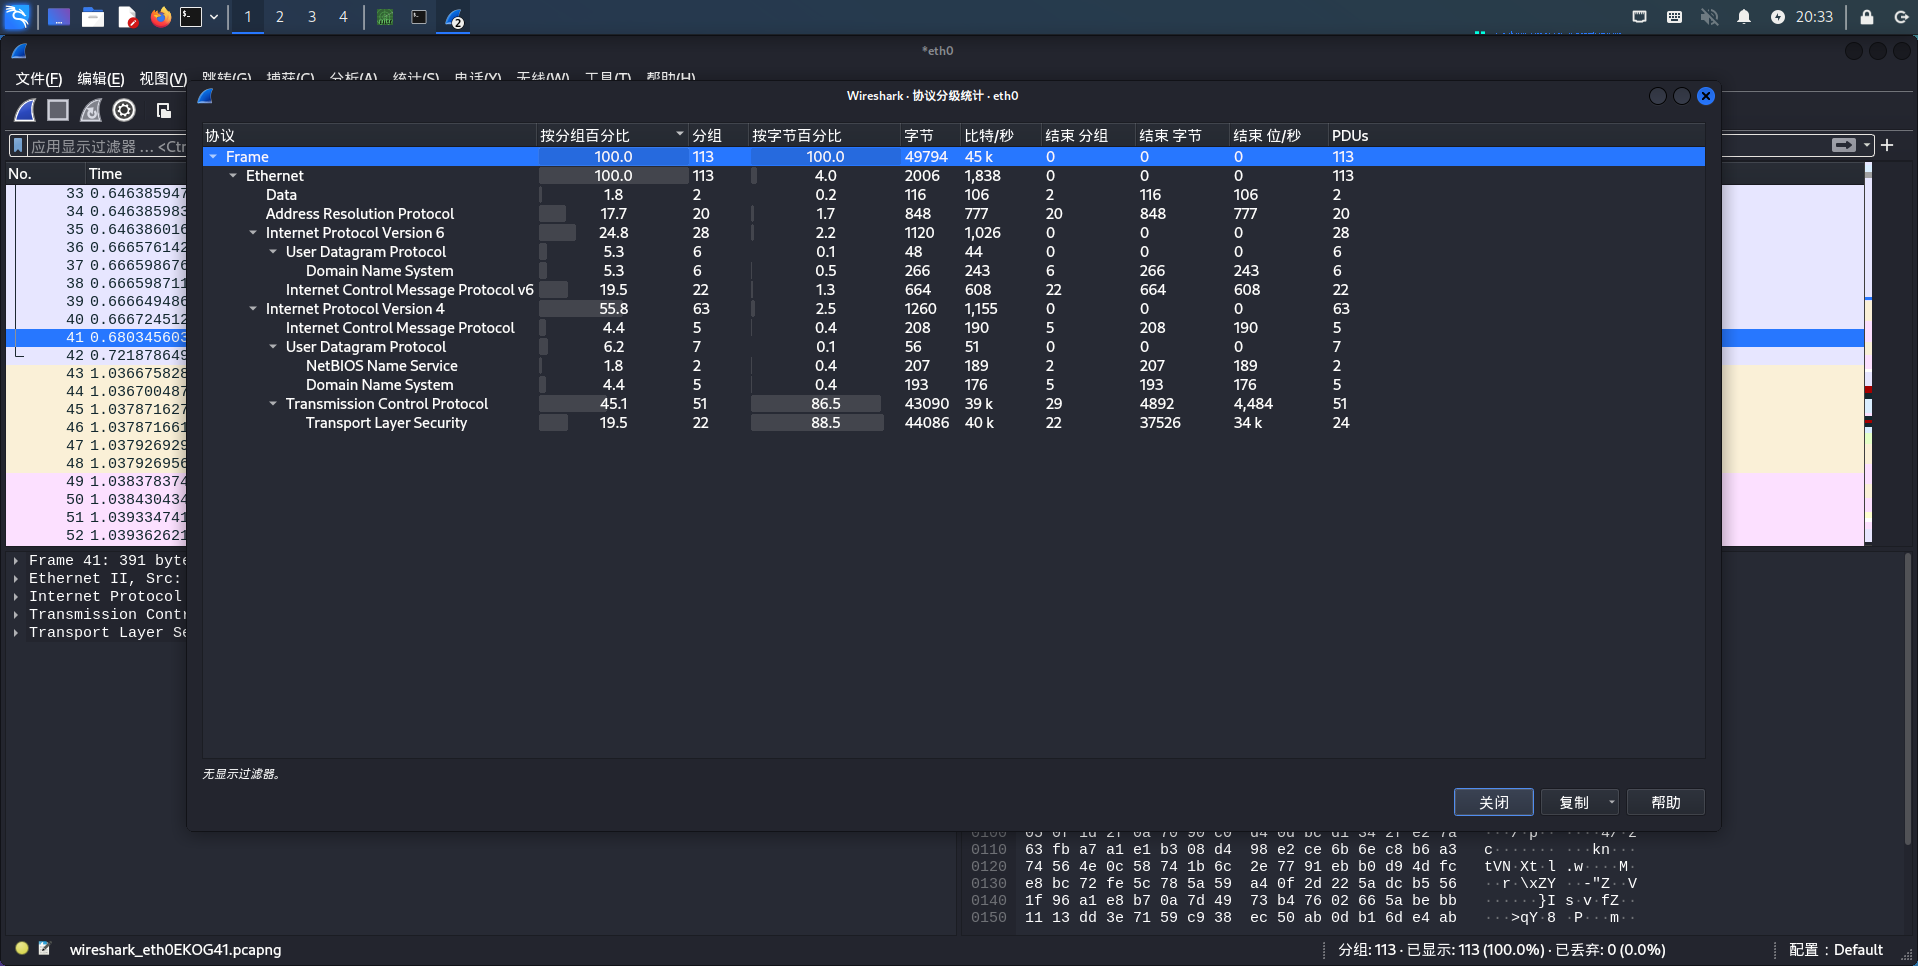 1 2 3 4 2 20:33
*eth0
文件(F) 编辑(E) 视图(V) 跳转(G) 捕获(C) 分析(A) 统计(S) 电话(Y) 无线(W) 工具(T) 帮助(H)
Wireshark · 协议分级统计 · eth0
应用显示过滤器 … <Ctr
No. Time
33 0.646385947
34 0.646385983
35 0.646386016
36 0.666576142
37 0.666598676
38 0.666598711
39 0.666649486
40 0.666724512
41 0.680345603
42 0.721878649
43 1.036675828
44 1.036700487
45 1.037871627
46 1.037871661
47 1.037926929
48 1.037926956
49 1.038378374
50 1.038430434
51 1.039334741
52 1.039362621
协议 按分组百分比 分组 按字节百分比 字节 比特/秒 结束 分组 结束 字节 结束 位/秒 PDUs
Frame 100.0 113 100.0 49794 45 k 0 0 0 113
Ethernet 100.0 113 4.0 2006 1,838 0 0 0 113
Data 1.8 2 0.2 116 106 2 116 106 2
Address Resolution Protocol 17.7 20 1.7 848 777 20 848 777 20
Internet Protocol Version 6 24.8 28 2.2 1120 1,026 0 0 0 28
User Datagram Protocol 5.3 6 0.1 48 44 0 0 0 6
Domain Name System 5.3 6 0.5 266 243 6 266 243 6
Internet Control Message Protocol v6 19.5 22 1.3 664 608 22 664 608 22
Internet Protocol Version 4 55.8 63 2.5 1260 1,155 0 0 0 63
Internet Control Message Protocol 4.4 5 0.4 208 190 5 208 190 5
User Datagram Protocol 6.2 7 0.1 56 51 0 0 0 7
NetBIOS Name Service 1.8 2 0.4 207 189 2 207 189 2
Domain Name System 4.4 5 0.4 193 176 5 193 176 5
Transmission Control Protocol 45.1 51 86.5 43090 39 k 29 4892 4,484 51
Transport Layer Security 19.5 22 88.5 44086 40 k 22 37526 34 k 24
无显示过滤器。
关闭 复制 帮助
Frame 41: 391 byte
Ethernet II, Src:
Internet Protocol
Transmission Contr
Transport Layer Se
0110 63 fb a7 a1 e1 b3 08 d4 98 e2 ce 6b 6e c8 b6 a3 c······· ···kn···
0120 74 56 4e 0c 58 74 1b 6c 2e 77 91 eb b0 d9 4d fc tVN·Xt·l .w····M·
0130 e8 bc 72 fe 5c 78 5a 59 a4 0f 2d 22 5a dc b5 56 ··r·\xZY ··-"Z··V
0140 1f 96 a1 e8 b7 0a 7d 49 73 b4 76 02 66 5a be bb ······}I s·v·fZ··
0150 11 13 dd 3e 71 59 c9 38 ec 50 ab 0d b1 6d e4 ab ···>qY·8 ·P···m··
wireshark_eth0EKOG41.pcapng 分组: 113 · 已显示: 113 (100.0%) · 已丢弃: 0 (0.0%) 配置：Default